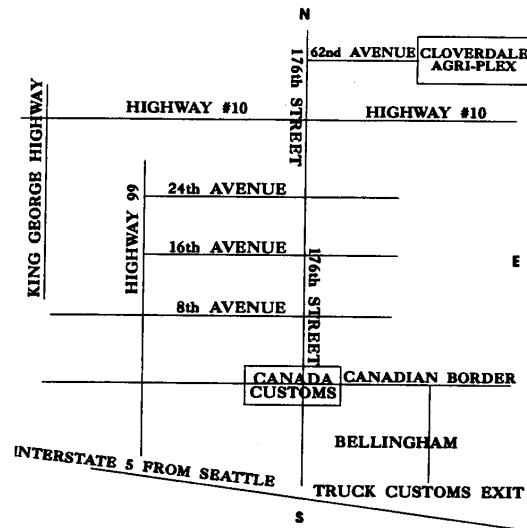 N
62nd AVENUE
CLOVERDALE
AGRI-PLEX
176th STREET
HIGHWAY #10
HIGHWAY #10
KING GEORGE HIGHWAY
HIGHWAY 99
24th AVENUE
16th AVENUE
176th STREET
E
8th AVENUE
CANADA
CUSTOMS
CANADIAN BORDER
BELLINGHAM
INTERSTATE 5 FROM SEATTLE
TRUCK CUSTOMS EXIT
S